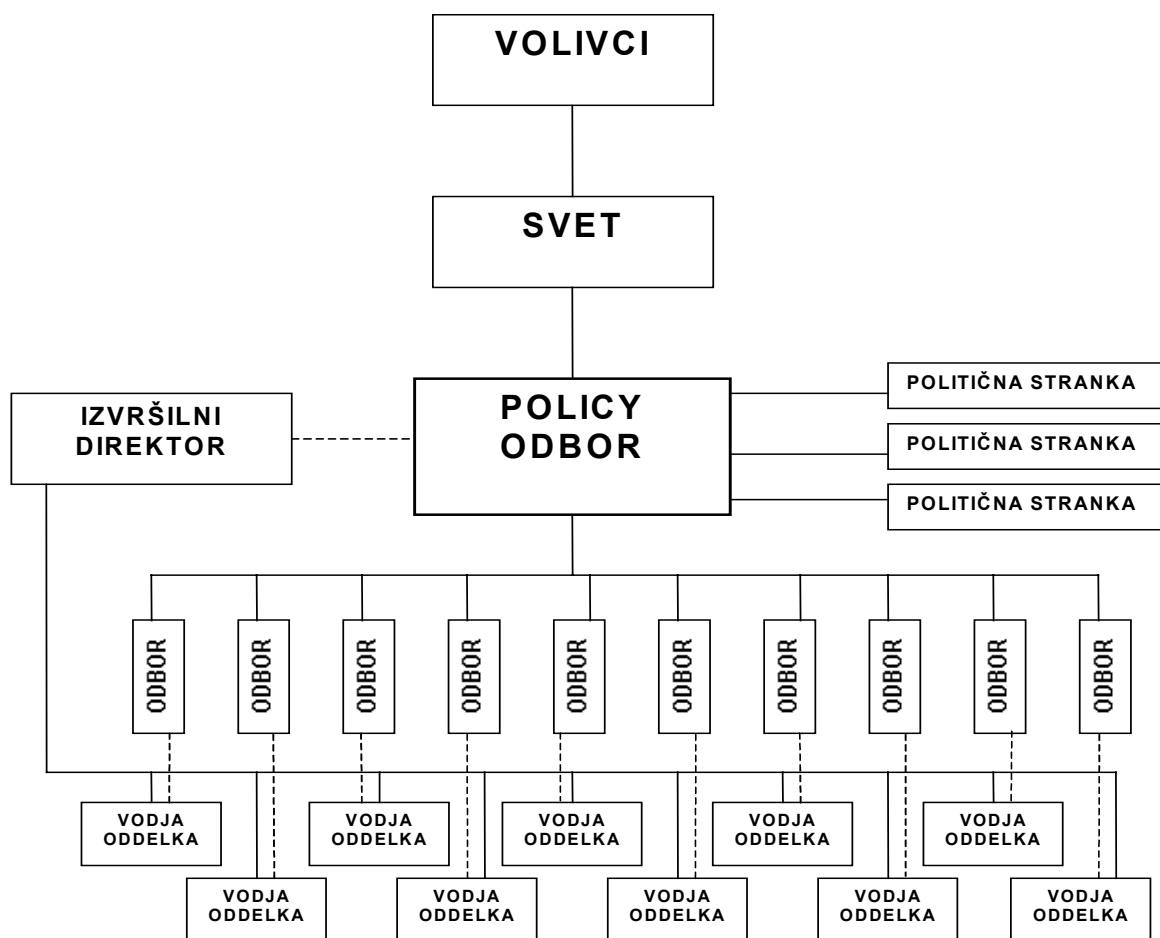 VOLIVCI
SVET
POLICY
ODBOR
IZVRŠILNI
DIREKTOR
POLITIČNA STRANKA
POLITIČNA STRANKA
POLITIČNA STRANKA
ODBOR
ODBOR
ODBOR
ODBOR
ODBOR
ODBOR
ODBOR
ODBOR
ODBOR
ODBOR
VODJA
ODDELKA
VODJA
ODDELKA
VODJA
ODDELKA
VODJA
ODDELKA
VODJA
ODDELKA
VODJA
ODDELKA
VODJA
ODDELKA
VODJA
ODDELKA
VODJA
ODDELKA
VODJA
ODDELKA